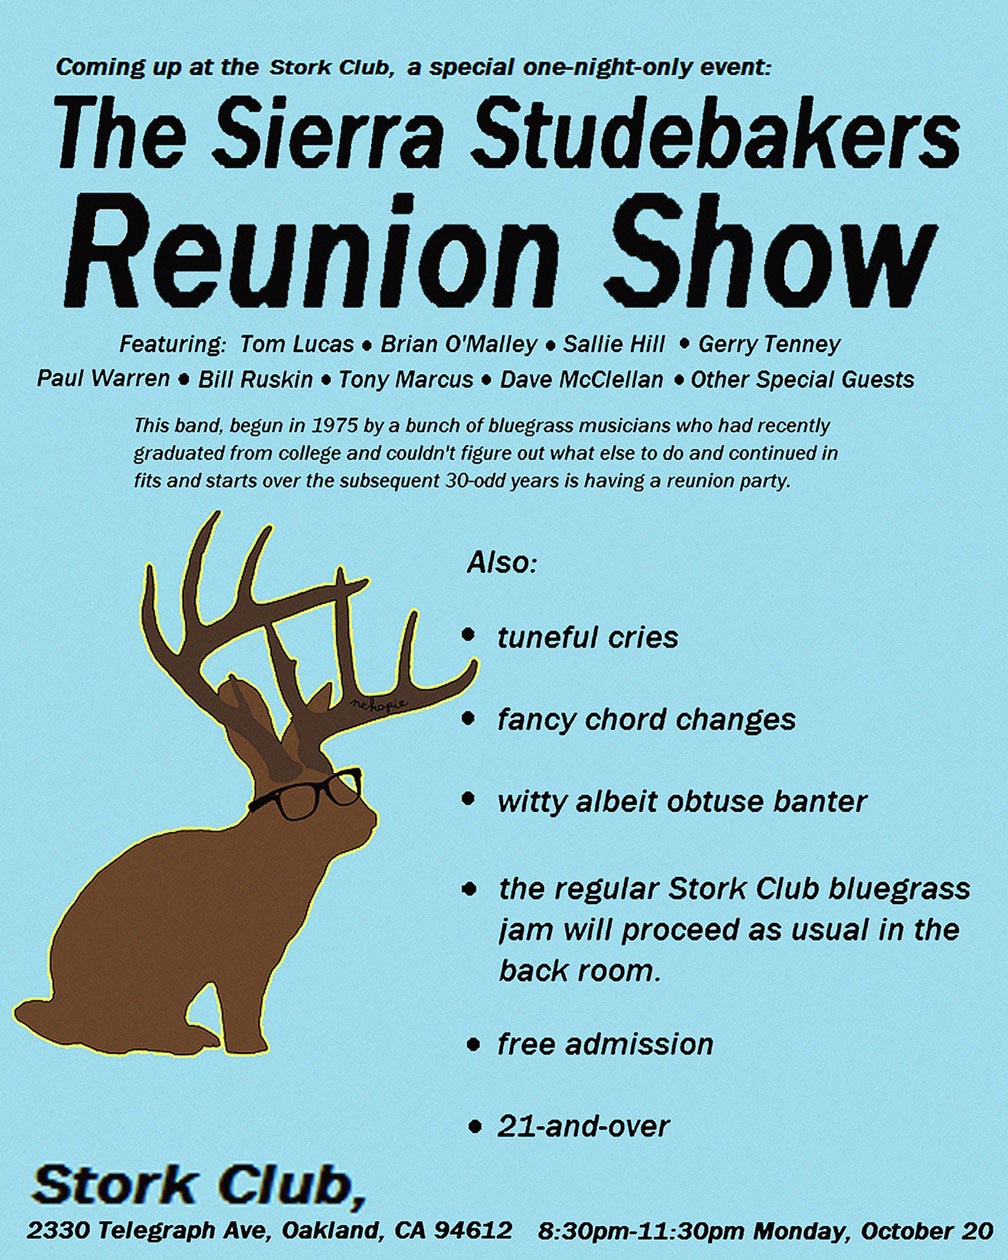 Coming up at the Stork Club, a special one-night-only event:
The Sierra Studebakers
Reunion Show
Featuring: Tom Lucas • Brian O'Malley • Sallie Hill • Gerry Tenney
Paul Warren • Bill Ruskin • Tony Marcus • Dave McClellan • Other Special Guests
This band, begun in 1975 by a bunch of bluegrass musicians who had recently
graduated from college and couldn't figure out what else to do and continued in
fits and starts over the subsequent 30-odd years is having a reunion party.
Also:
• tuneful cries
nehapie
• fancy chord changes
• witty albeit obtuse banter
• the regular Stork Club bluegrass
jam will proceed as usual in the
back room.
• free admission
• 21-and-over
Stork Club,
2330 Telegraph Ave, Oakland, CA 94612 8:30pm-11:30pm Monday, October 20